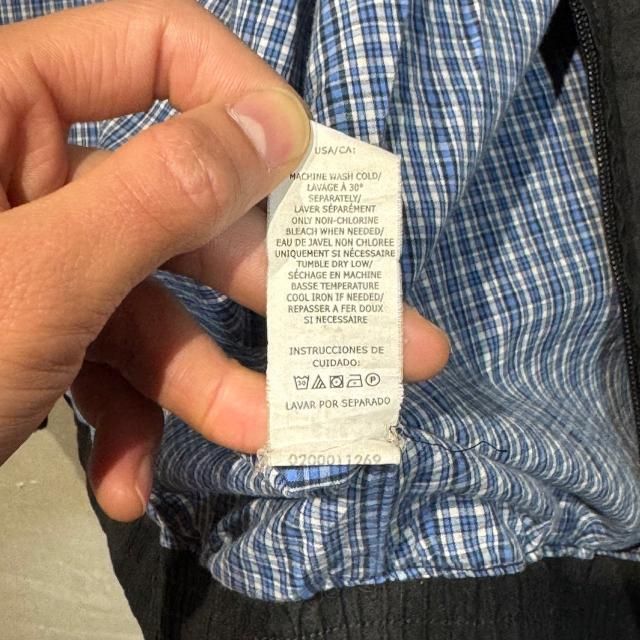 USA/CA:
MACHINE WASH COLD/
LAVAGE À 30°
SEPARATELY/
LAVER SÉPARÉMENT
ONLY NON-CHLORINE
BLEACH WHEN NEEDED/
EAU DE JAVEL NON CHLOREE
UNIQUEMENT SI NÉCESSAIRE
TUMBLE DRY LOW/
SÉCHAGE EN MACHINE
BASSE TEMPERATURE
COOL IRON IF NEEDED/
REPASSER A FER DOUX
SI NECESSAIRE
INSTRUCCIONES DE
CUIDADO:
30 P
LAVAR POR SEPARADO